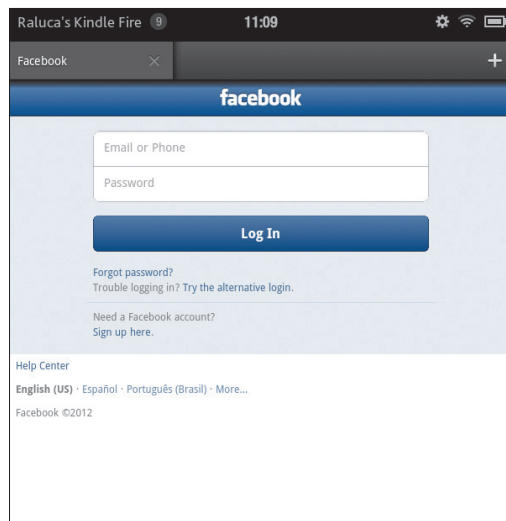 Raluca's Kindle Fire 9 11:09
Facebook
facebook
Email or Phone
Password
Log In
Forgot password?
Trouble logging in? Try the alternative login.
Need a Facebook account?
Sign up here.
Help Center
English (US) · Español · Português (Brasil) · More...
Facebook ©2012